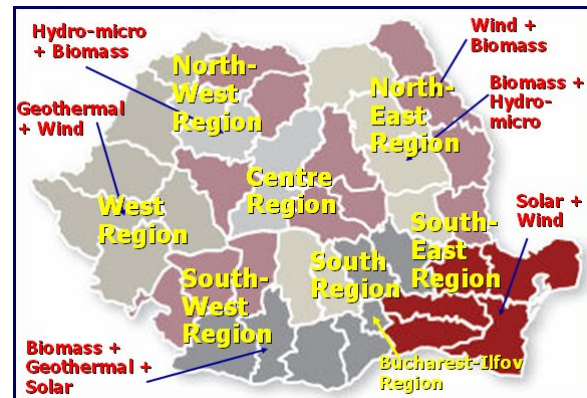 Hydro-micro
+ Biomass
Wind +
Biomass
North-
West
Region
North-
East
Region
Biomass +
Hydro-
micro
Geothermal
+ Wind
Centre
Region
West
Region
Solar +
Wind
South-
East
Region
South
Region
South-
West
Region
Biomass +
Geothermal +
Solar
Bucharest-Ilfov
Region